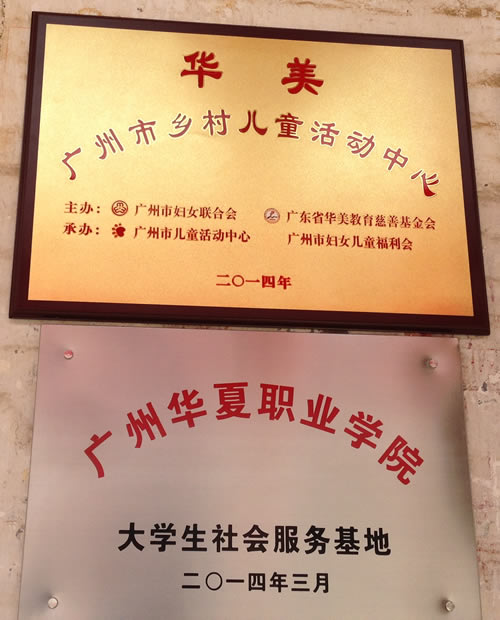 华美
广州市乡村儿童活动中心
主办： 广州市妇女联合会 广东省华美教育慈善基金会
承办： 广州市儿童活动中心 广州市妇女儿童福利会
二〇一四年
广州华夏职业学院
大学生社会服务基地
二〇一四年三月